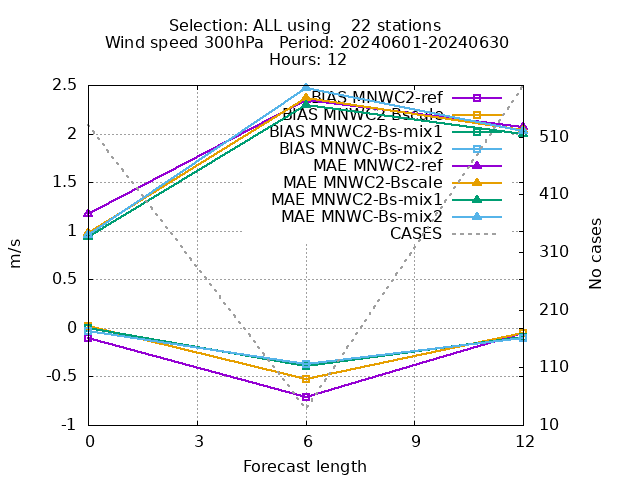 Selection: ALL using    22 stations
Wind speed 300hPa   Period: 20240601-20240630
Hours: 12
BIAS MNWC2-ref
BIAS MNWC2-Bscale
BIAS MNWC2-Bs-mix1
BIAS MNWC-Bs-mix2
MAE MNWC2-ref
MAE MNWC2-Bscale
MAE MNWC2-Bs-mix1
MAE MNWC-Bs-mix2
CASES
2.5
2
1.5
1
0.5
0
-0.5
-1
m/s
510
410
310
210
110
10
No cases
0 3 6 9 12
Forecast length